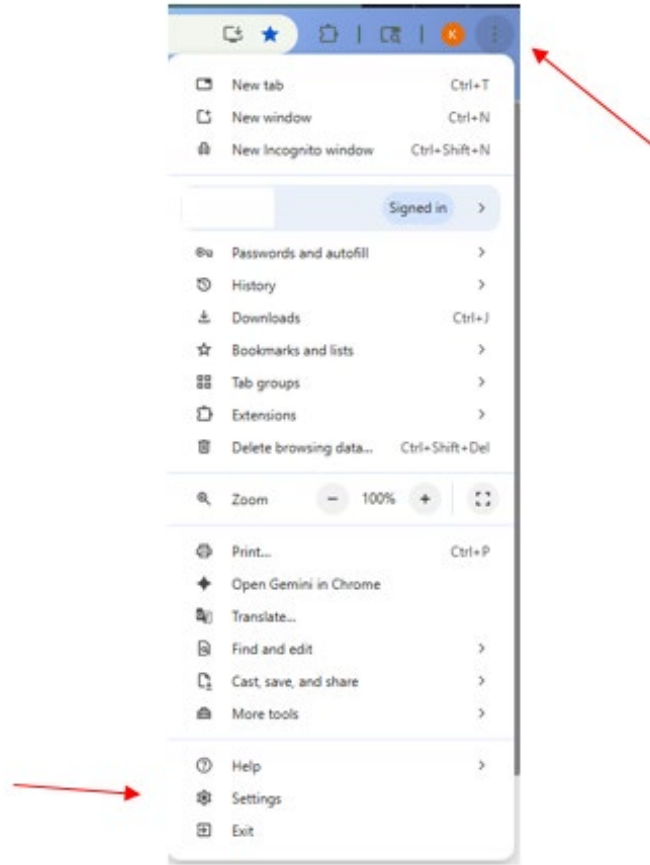 K
New tab Ctrl+T
New window Ctrl+N
New Incognito window Ctrl+Shift+N
Signed in
Passwords and autofill
History
Downloads Ctrl+J
Bookmarks and lists
Tab groups
Extensions
Delete browsing data... Ctrl+Shift+Del
Zoom − 100% +
Print... Ctrl+P
Open Gemini in Chrome
Translate...
Find and edit
Cast, save, and share
More tools
Help
Settings
Exit